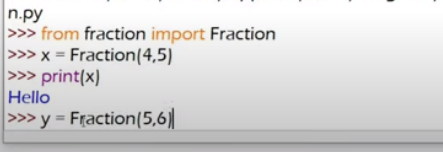 n.py
>>> from fraction import Fraction
>>> x = Fraction(4,5)
>>> print(x)
Hello
>>> y = Fraction(5,6)